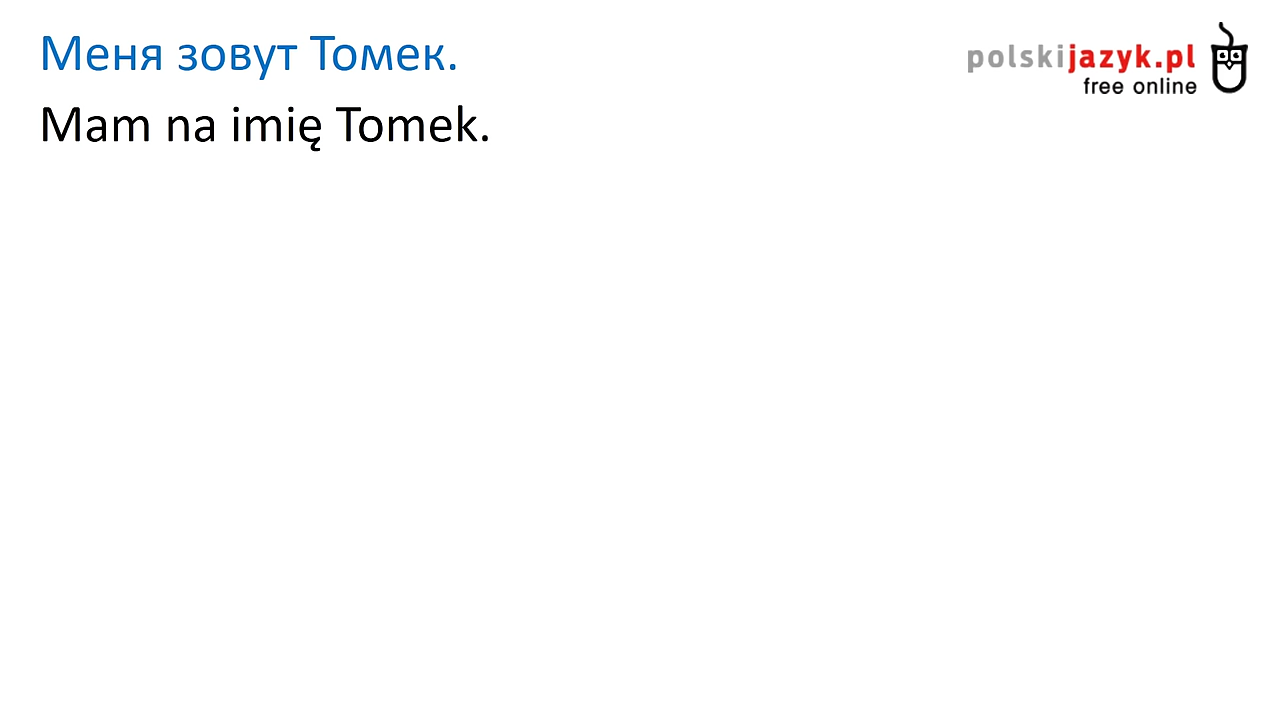 Меня зовут Томек.
Mam na imię Tomek.
polskijazyk.pl
free online